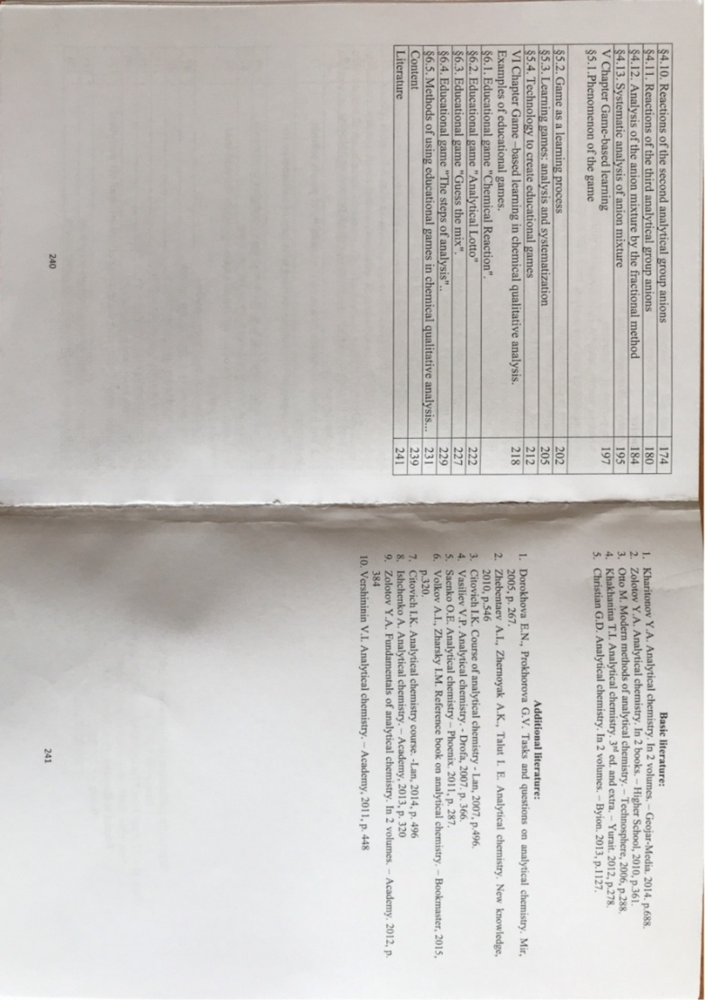 §4.10. Reactions of the second analytical group anions 174
§4.11. Reactions of the third analytical group anions 180
§4.12. Analysis of the anion mixture by the fractional method 184
§4.13. Systematic analysis of anion mixture 195
V Chapter Game-based learning 197
§5.1.Phenomenon of the game
§5.2. Game as a learning process 202
§5.3. Learning games: analysis and systematization 205
§5.4. Technology to create educational games 212
VI Chapter Game –based learning in chemical qualitative analysis. 218
Examples of educational games.
§6.1. Educational game "Chemical Reaction".
§6.2. Educational game "Analytical Lotto" 222
§6.3. Educational game "Guess the mix". 227
§6.4. Educational game "The steps of analysis".. 229
§6.5. Methods of using educational games in chemical qualitative analysis... 231
Content 239
Literature 241
240
Basic literature:
1. Kharitonov Y.A. Analytical chemistry. In 2 volumes. – Geojar-Media. 2014. p.688.
2. Zolotov Y.A. Analytical chemistry. In 2 books. – Higher School, 2010, p.361.
3. Otto M. Modern methods of analytical chemistry. – Technosphere, 2006, p.288.
4. Khakhanina T.I. Analytical chemistry. 3rd ed. and extra. – Yurait. 2012, p.278.
5. Christian G.D. Analytical chemistry. In 2 volumes. – Byion. 2013, p.1127.
Additional literature:
1. Dorokhova E.N., Prokhorova G.V. Tasks and questions on analytical chemistry. Mir,
2005, p. 267.
2. Zhebentaev A.I., Zhernoyak A.K., Talut I. E. Analytical chemistry. New knowledge,
2010, p.546
3. Citovich I.K. Course of analytical chemistry - Lan, 2007, p.496.
4. Vasiliev V.P. Analytical chemistry. - Drofa, 2007. p. 366.
5. Saenko O.E. Analytical chemistry – Phoenix. 2011, p. 287.
6. Volkov A.I., Zharsky I.M. Reference book on analytical chemistry. – Bookmaster, 2015,
p.320.
7. Citovich I.K. Analytical chemistry course. -Lan, 2014, p. 496
8. Ishchenko A. Analytical chemistry. – Academy, 2013, p. 320
9. Zolotov Y.A. Fundamentals of analytical chemistry. In 2 volumes. – Academy. 2012, p.
384
10. Vershininin V.I. Analytical chemistry. – Academy, 2011, p. 448
241